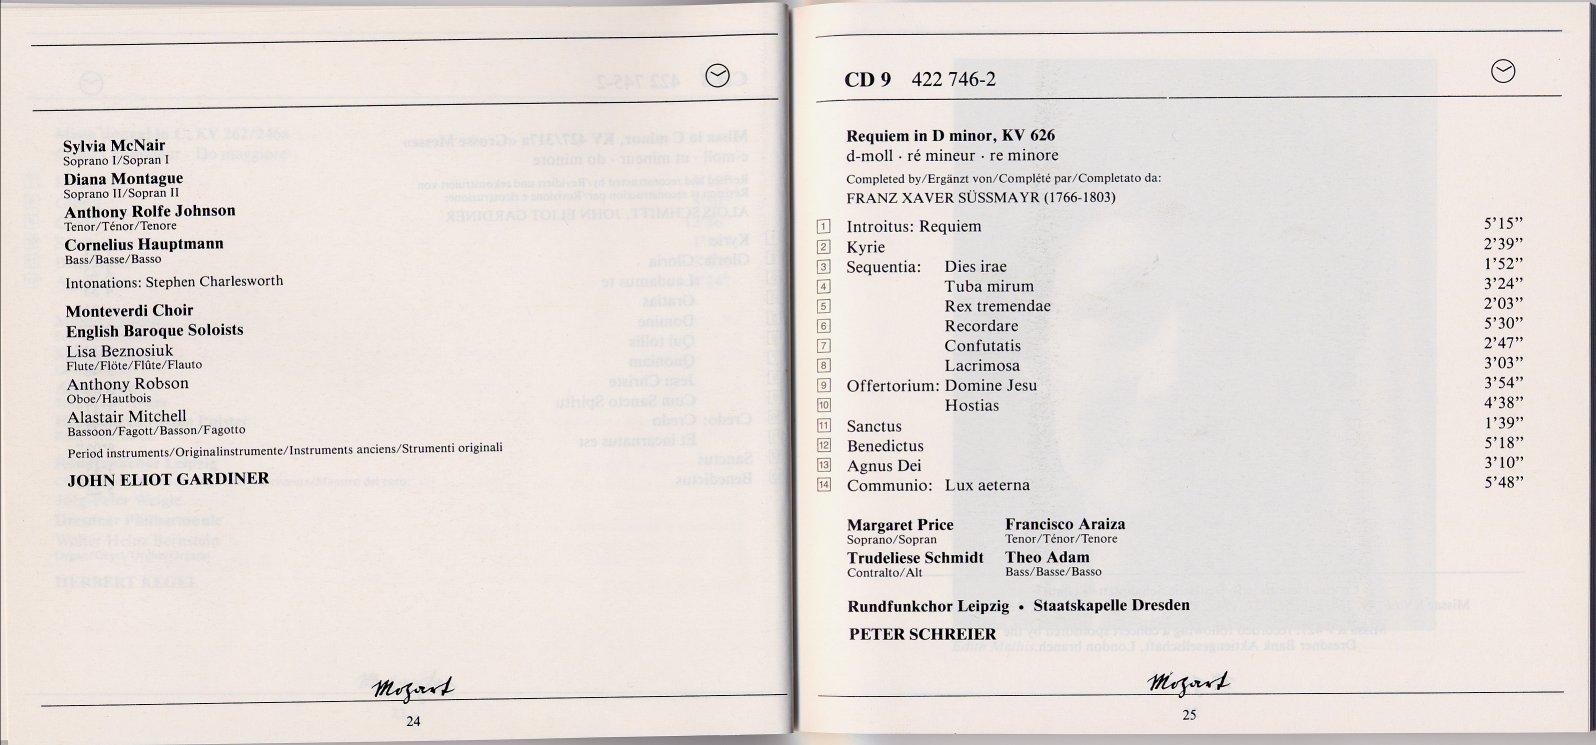 Sylvia McNair
Soprano I/Sopran I
Diana Montague
Soprano II/Sopran II
Anthony Rolfe Johnson
Tenor/Ténor/Tenore
Cornelius Hauptmann
Bass/Basse/Basso
Intonations: Stephen Charlesworth
Monteverdi Choir
English Baroque Soloists
Lisa Beznosiuk
Flute/Flöte/Flûte/Flauto
Anthony Robson
Oboe/Hautbois
Alastair Mitchell
Bassoon/Fagott/Basson/Fagotto
Period instruments/Originalinstrumente/Instruments anciens/Strumenti originali
JOHN ELIOT GARDINER
Mozart
24
CD 9 422 746-2
Requiem in D minor, KV 626
d-moll · ré mineur · re minore
Completed by/Ergänzt von/Complété par/Completato da:
FRANZ XAVER SÜSSMAYR (1766-1803)
1 Introitus: Requiem 5’15”
2 Kyrie 2’39”
3 Sequentia: Dies irae 1’52”
4 Tuba mirum 3’24”
5 Rex tremendae 2’03”
6 Recordare 5’30”
7 Confutatis 2’47”
8 Lacrimosa 3’03”
9 Offertorium: Domine Jesu 3’54”
10 Hostias 4’38”
11 Sanctus 1’39”
12 Benedictus 5’18”
13 Agnus Dei 3’10”
14 Communio: Lux aeterna 5’48”
Margaret Price Francisco Araiza
Soprano/Sopran Tenor/Ténor/Tenore
Trudeliese Schmidt Theo Adam
Contralto/Alt Bass/Basse/Basso
Rundfunkchor Leipzig • Staatskapelle Dresden
PETER SCHREIER
Mozart
25